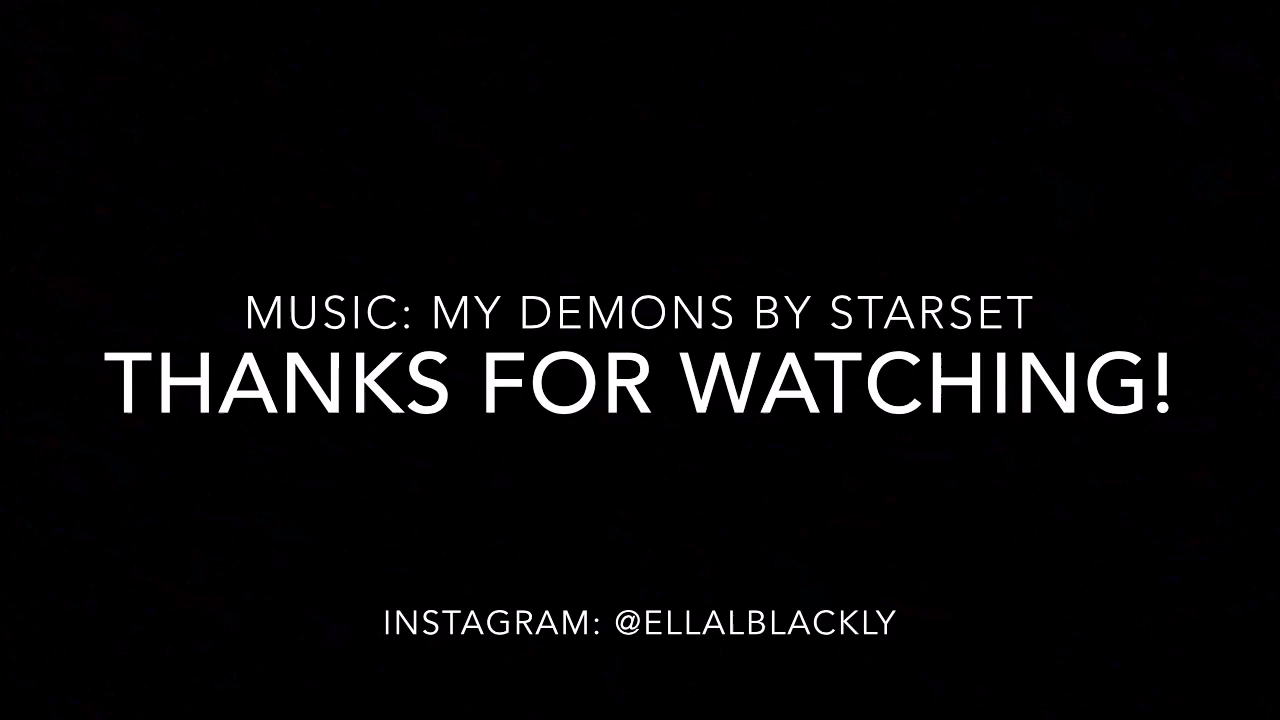 MUSIC: MY DEMONS BY STARSET
THANKS FOR WATCHING!
INSTAGRAM: @ELLALBLACKLY